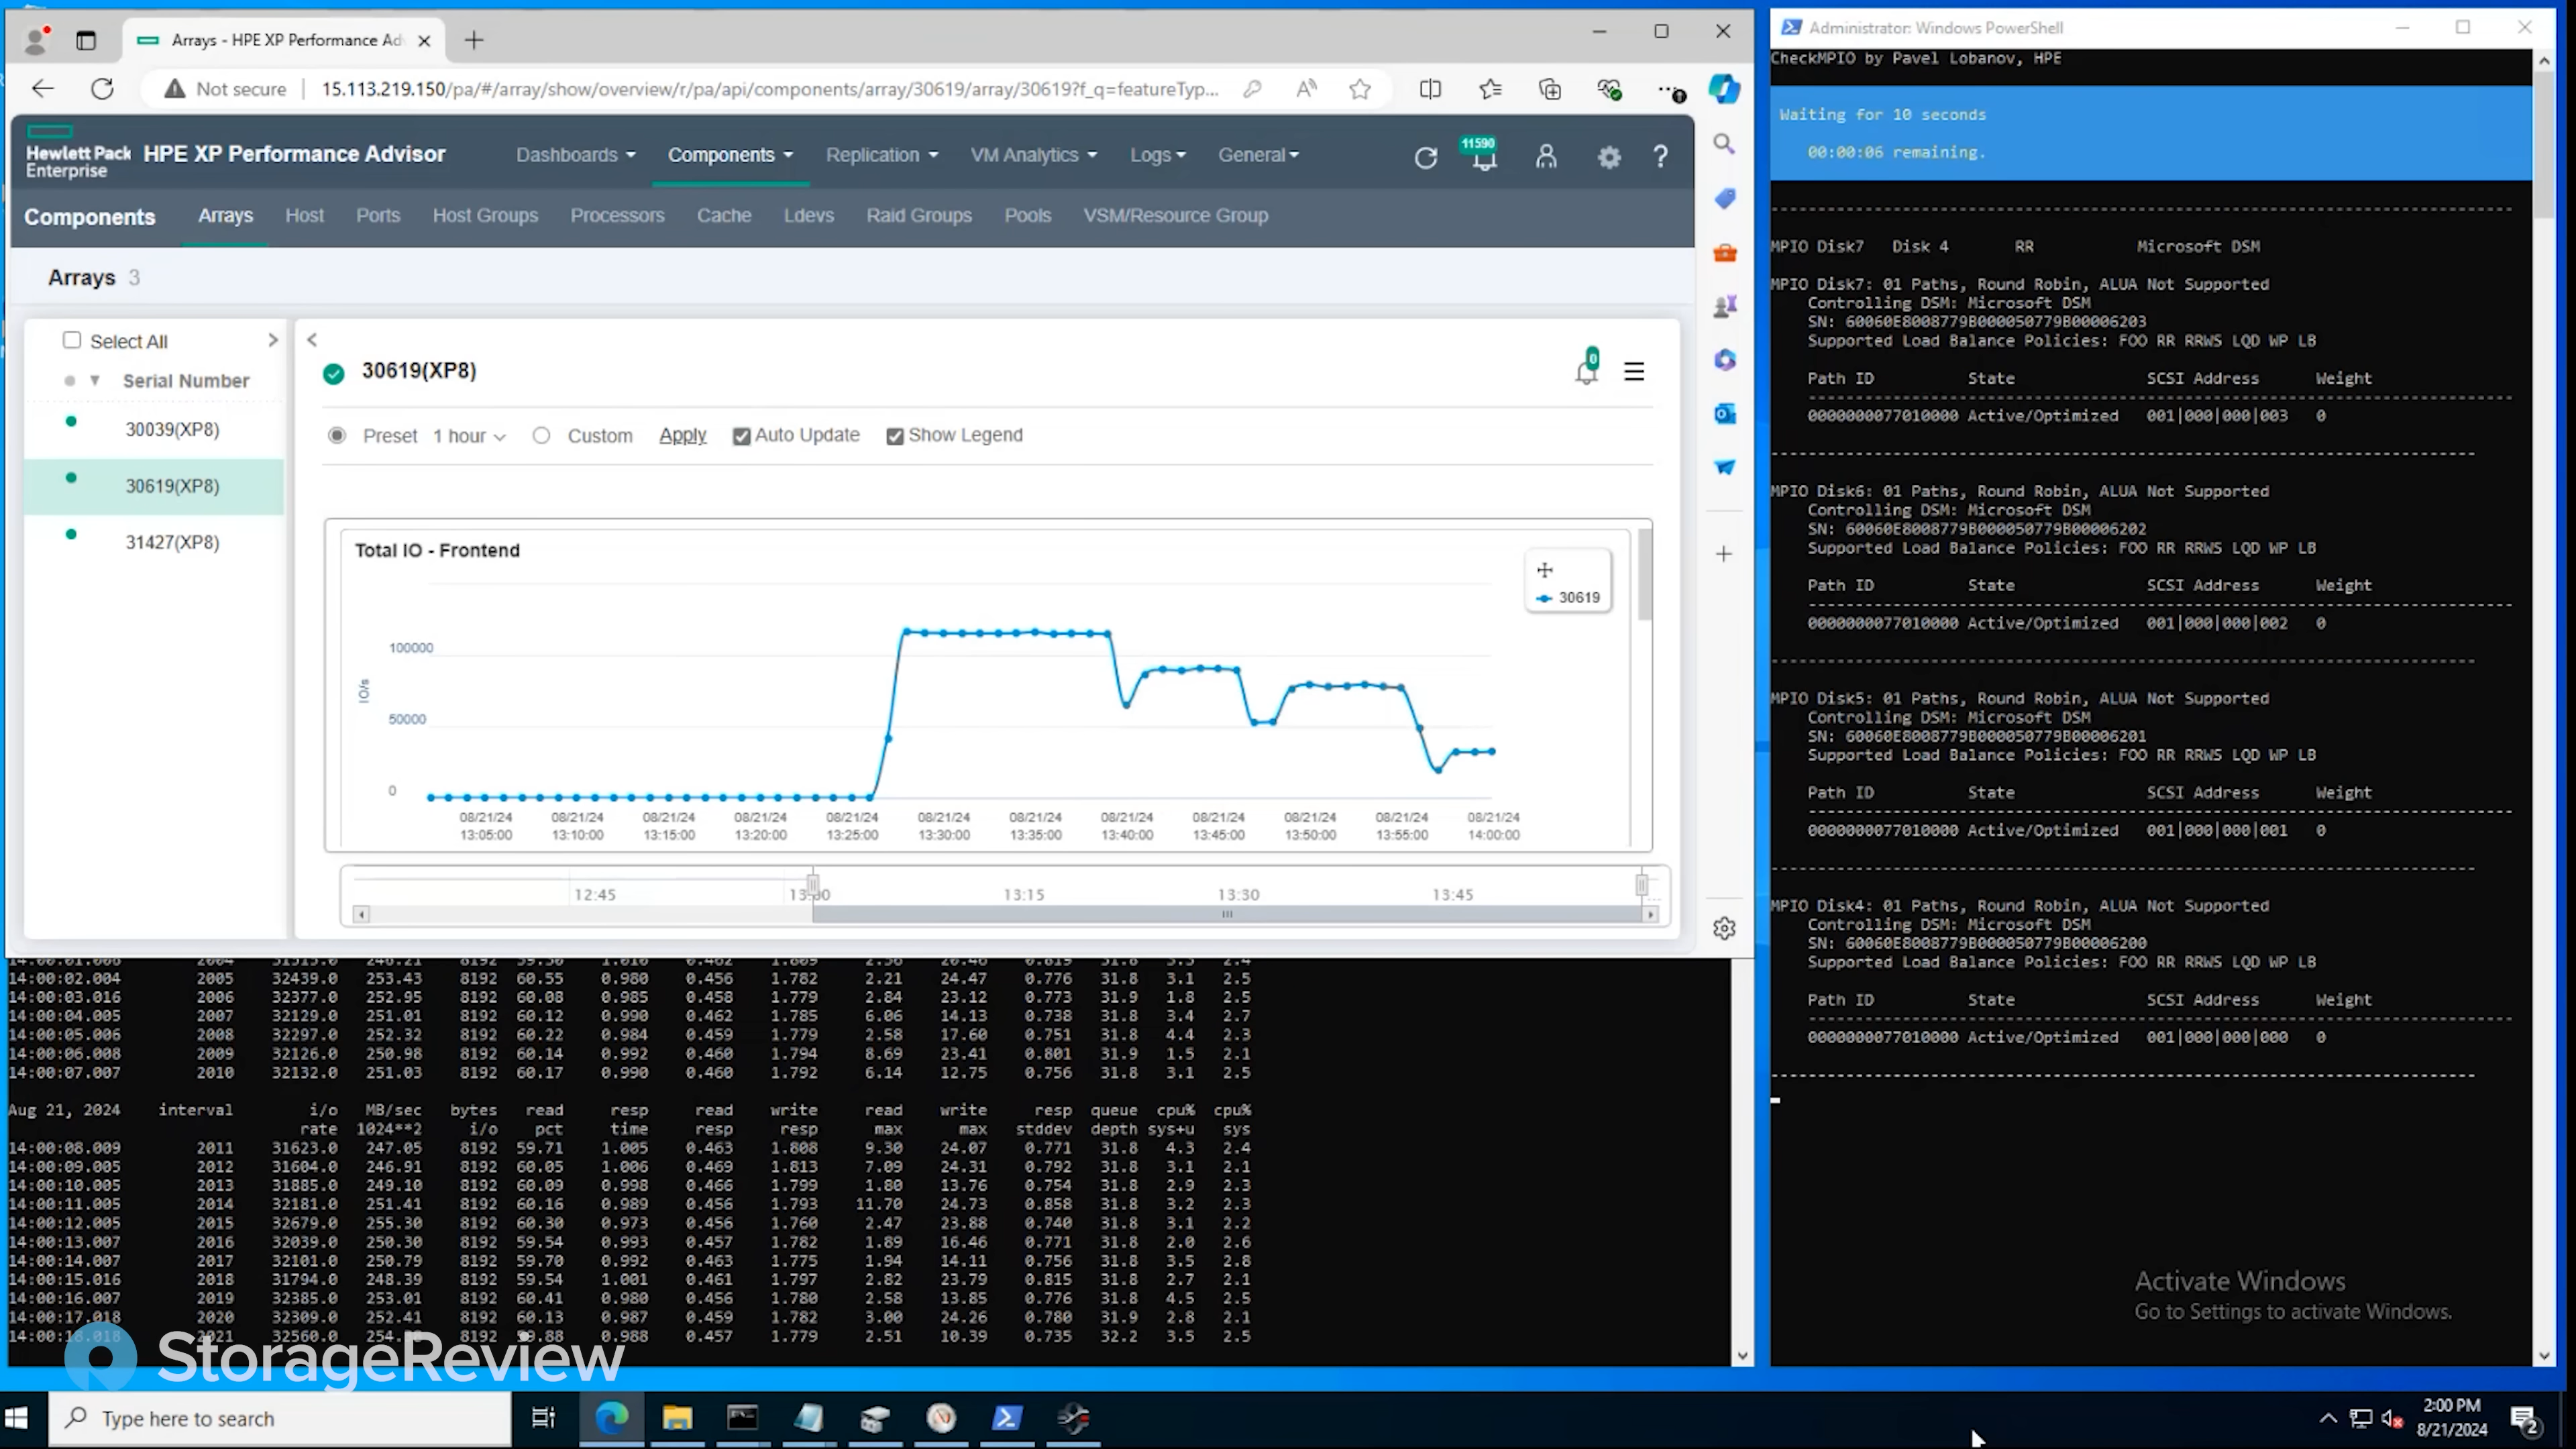 Arrays - HPE XP Performance Ad
Not secure
15.113.219.150/pa/#/array/show/overview/r/pa/api/components/array/30619/array/30619?f_q=featureTyp...
Hewlett Pack
Enterprise
HPE XP Performance Advisor
Dashboards
Components
Replication
VM Analytics
Logs
General
11590
?
Components
Arrays
Host
Ports
Host Groups
Processors
Cache
Ldevs
Raid Groups
Pools
VSM/Resource Group
Arrays 3
Select All
Serial Number
30039(XP8)
30619(XP8)
31427(XP8)
30619(XP8)
0
Preset 1 hour Custom Apply Auto Update Show Legend
Total IO - Frontend
30619
IO/s
100000
50000
0
08/21/24 08/21/24 08/21/24 08/21/24 08/21/24 08/21/24 08/21/24 08/21/24 08/21/24 08/21/24 08/21/24 08/21/24
13:05:00 13:10:00 13:15:00 13:20:00 13:25:00 13:30:00 13:35:00 13:40:00 13:45:00 13:50:00 13:55:00 14:00:00
12:45 13:00 13:15 13:30 13:45
14:00:02.004 2005 32439.0 253.43 8192 60.55 0.980 0.456 1.782 2.21 24.47 0.776 31.8 3.1 2.5
14:00:03.016 2006 32377.0 252.95 8192 60.08 0.985 0.458 1.779 2.84 23.12 0.773 31.9 1.8 2.5
14:00:04.005 2007 32129.0 251.01 8192 60.12 0.990 0.462 1.785 6.06 14.13 0.738 31.8 3.4 2.7
14:00:05.006 2008 32297.0 252.32 8192 60.22 0.984 0.459 1.779 2.58 17.60 0.751 31.8 4.4 2.3
14:00:06.008 2009 32126.0 250.98 8192 60.14 0.992 0.460 1.794 8.69 23.41 0.801 31.9 1.5 2.1
14:00:07.007 2010 32132.0 251.03 8192 60.17 0.990 0.460 1.792 6.14 12.75 0.756 31.8 3.1 2.5
Aug 21, 2024 interval i/o MB/sec bytes read resp read write read write resp queue cpu% cpu%
rate 1024**2 i/o pct time resp resp max max stddev depth sys+u sys
14:00:08.009 2011 31623.0 247.05 8192 59.71 1.005 0.463 1.808 9.30 24.07 0.771 31.8 4.3 2.4
14:00:09.005 2012 31604.0 246.91 8192 60.05 1.006 0.469 1.813 7.09 24.31 0.792 31.8 3.1 2.1
14:00:10.005 2013 31885.0 249.10 8192 60.09 0.998 0.466 1.799 1.80 13.76 0.754 31.8 2.9 2.3
14:00:11.005 2014 32181.0 251.41 8192 60.16 0.989 0.456 1.793 11.70 24.73 0.858 31.8 3.2 2.3
14:00:12.005 2015 32679.0 255.30 8192 60.30 0.973 0.456 1.760 2.47 23.88 0.740 31.8 3.1 2.2
14:00:13.007 2016 32039.0 250.30 8192 59.54 0.993 0.457 1.782 1.89 16.46 0.771 31.8 2.0 2.6
14:00:14.007 2017 32101.0 250.79 8192 59.70 0.992 0.463 1.775 1.94 14.11 0.756 31.8 3.5 2.8
14:00:15.016 2018 31794.0 248.39 8192 59.54 1.001 0.461 1.797 2.82 23.79 0.815 31.8 2.7 2.1
14:00:16.007 2019 32385.0 253.01 8192 60.41 0.980 0.456 1.780 2.58 13.85 0.776 31.8 4.5 2.5
14:00:17.018 2020 32309.0 252.41 8192 60.13 0.987 0.459 1.782 3.00 24.26 0.780 31.9 2.8 2.1
2021 32560.0 8192 0.988 0.457 1.779 2.51 10.39 0.735 32.2 3.5 2.5
StorageReview
Administrator: Windows PowerShell
CheckMPIO by Pavel Lobanov, HPE
Waiting for 10 seconds
00:00:06 remaining.
MPIO Disk7 Disk 4 RR Microsoft DSM
MPIO Disk7: 01 Paths, Round Robin, ALUA Not Supported
Controlling DSM: Microsoft DSM
SN: 60060E8008779B000050779B00006203
Supported Load Balance Policies: FOO RR RRWS LQD WP LB
Path ID State SCSI Address Weight
0000000077010000 Active/Optimized 001|000|000|003 0
MPIO Disk6: 01 Paths, Round Robin, ALUA Not Supported
Controlling DSM: Microsoft DSM
SN: 60060E8008779B000050779B00006202
Supported Load Balance Policies: FOO RR RRWS LQD WP LB
Path ID State SCSI Address Weight
0000000077010000 Active/Optimized 001|000|000|002 0
MPIO Disk5: 01 Paths, Round Robin, ALUA Not Supported
Controlling DSM: Microsoft DSM
SN: 60060E8008779B000050779B00006201
Supported Load Balance Policies: FOO RR RRWS LQD WP LB
Path ID State SCSI Address Weight
0000000077010000 Active/Optimized 001|000|000|001 0
MPIO Disk4: 01 Paths, Round Robin, ALUA Not Supported
Controlling DSM: Microsoft DSM
SN: 60060E8008779B000050779B00006200
Supported Load Balance Policies: FOO RR RRWS LQD WP LB
Path ID State SCSI Address Weight
0000000077010000 Active/Optimized 001|000|000|000 0
Activate Windows
Go to Settings to activate Windows.
Type here to search
2:00 PM
8/21/2024
2